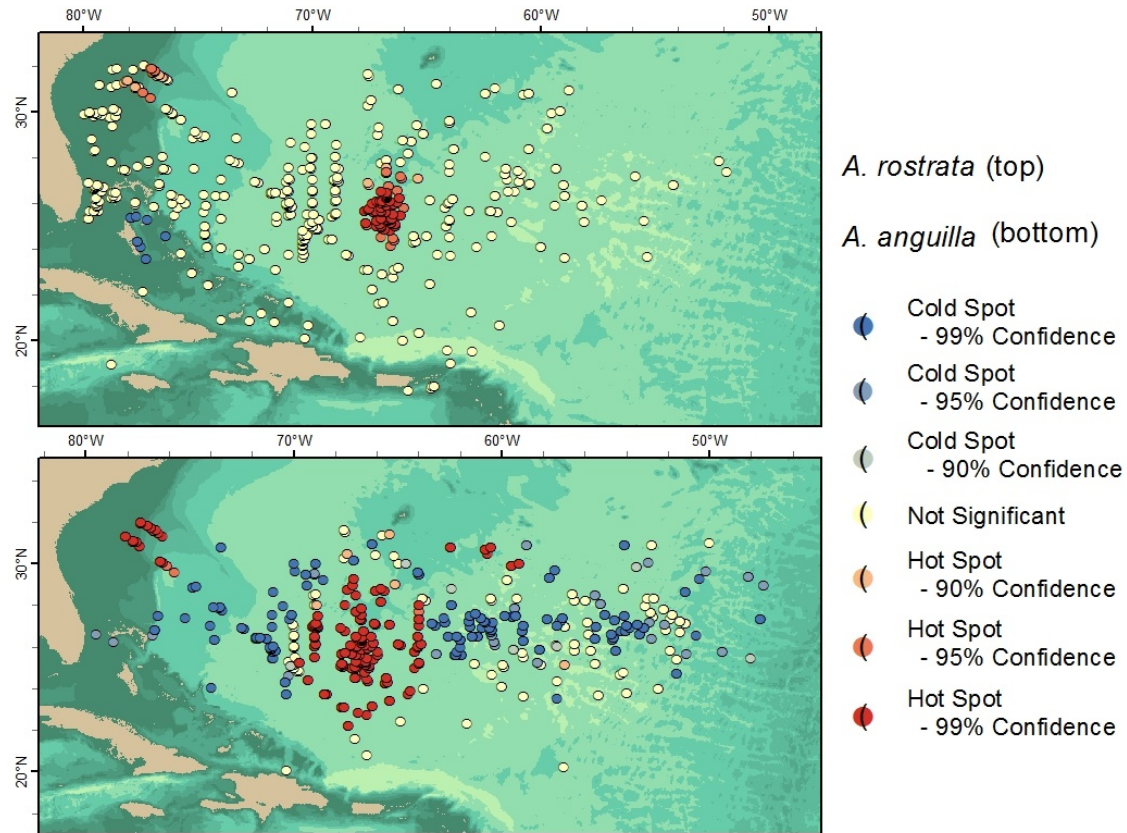 80°W 70°W 60°W 50°W
30°N
20°N
80°W 70°W 60°W 50°W
30°N
20°N
A. rostrata (top)
A. anguilla (bottom)
Cold Spot
- 99% Confidence
Cold Spot
- 95% Confidence
Cold Spot
- 90% Confidence
Not Significant
Hot Spot
- 90% Confidence
Hot Spot
- 95% Confidence
Hot Spot
- 99% Confidence